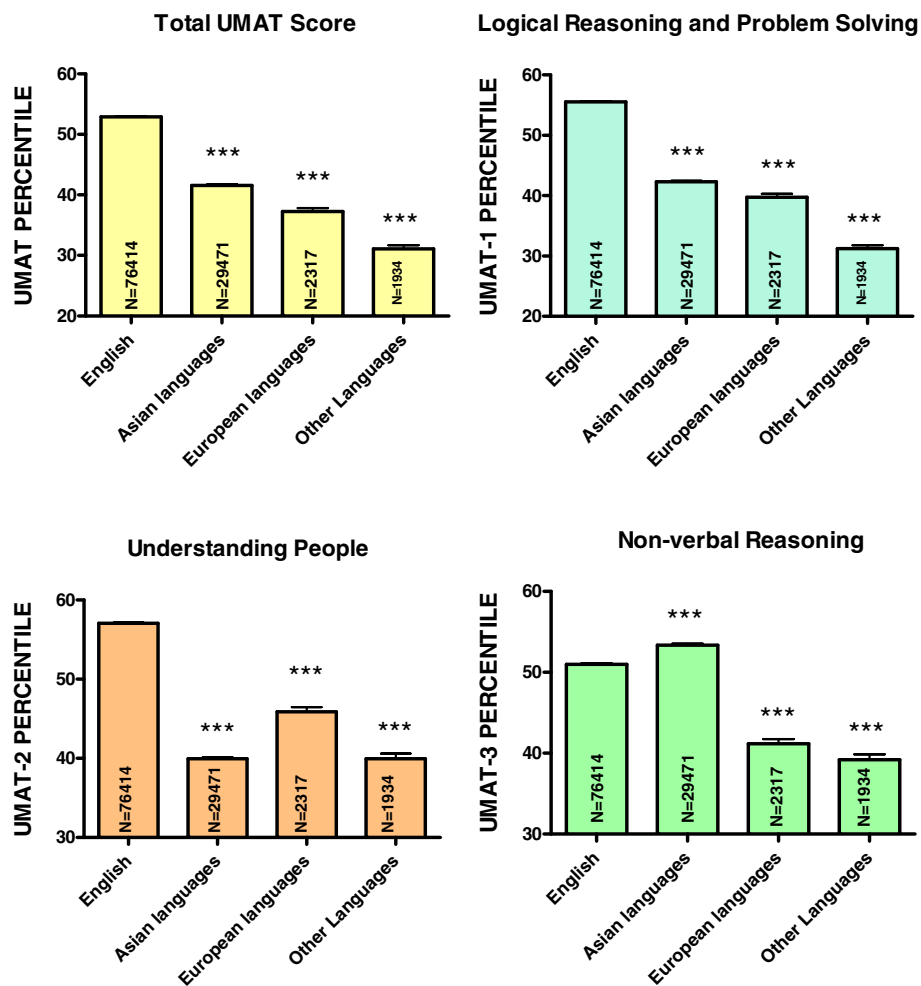 Total UMAT Score
UMAT PERCENTILE
60
50
40
30
20
***
***
***
N=76414
N=29471
N=2317
N=1934
English
Asian languages
European languages
Other Languages
Logical Reasoning and Problem Solving
UMAT-1 PERCENTILE
60
50
40
30
20
***
***
***
N=76414
N=29471
N=2317
N=1934
English
Asian languages
European languages
Other Languages
Understanding People
UMAT-2 PERCENTILE
60
50
40
30
***
***
***
N=76414
N=29471
N=2317
N=1934
English
Asian languages
European languages
Other Languages
Non-verbal Reasoning
UMAT-3 PERCENTILE
60
50
40
30
***
***
***
N=76414
N=29471
N=2317
N=1934
English
Asian languages
European languages
Other Languages